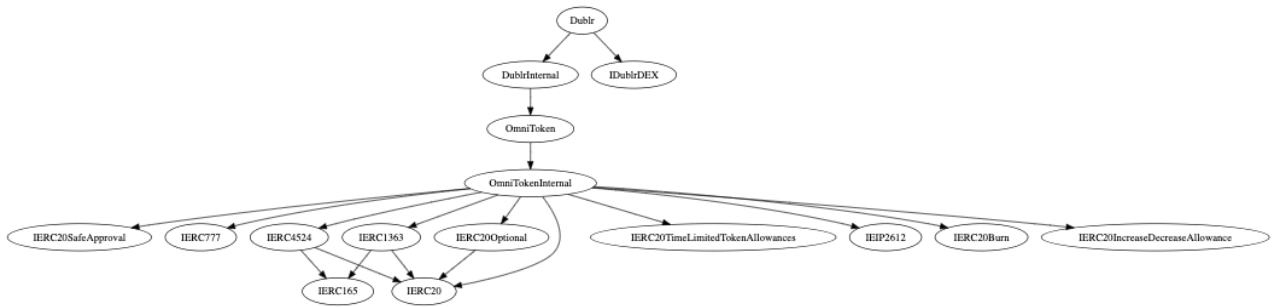 Dublr
DublrInternal
IDublrDEX
OmniToken
OmniTokenInternal
IERC20SafeApproval
IERC777
IERC4524
IERC1363
IERC20Optional
IERC20TimeLimitedTokenAllowances
IEIP2612
IERC20Burn
IERC20IncreaseDecreaseAllowance
IERC165
IERC20